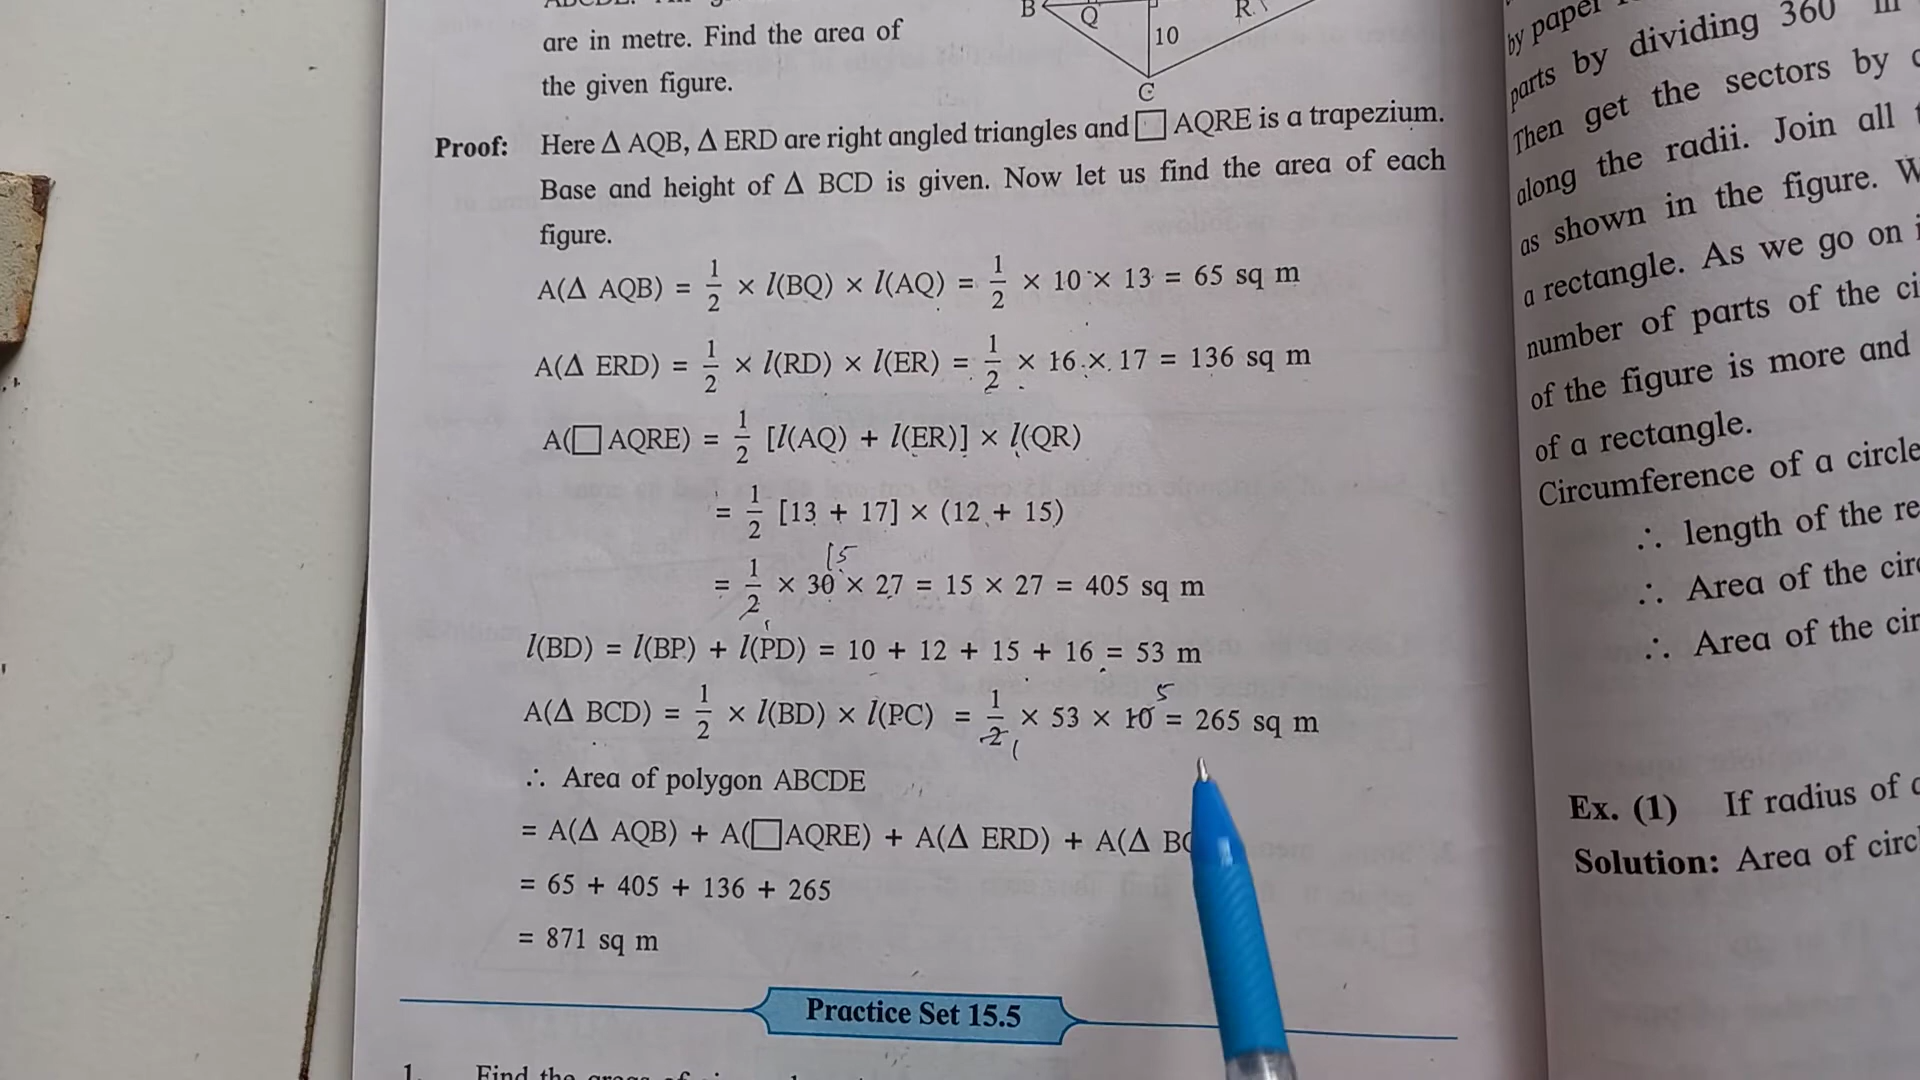 B Q R
are in metre. Find the area of
10
the given figure.
C
Proof: Here Δ AQB, Δ ERD are right angled triangles and □ AQRE is a trapezium.
Base and height of Δ BCD is given. Now let us find the area of each
figure.
A(Δ AQB) = 1/2 × l(BQ) × l(AQ) = 1/2 × 10 × 13 = 65 sq m
A(Δ ERD) = 1/2 × l(RD) × l(ER) = 1/2 × 16 × 17 = 136 sq m
A(□ AQRE) = 1/2 [l(AQ) + l(ER)] × l(QR)
= 1/2 [13 + 17] × (12 + 15)
15
= 1/2 × 30 × 27 = 15 × 27 = 405 sq m
1
l(BD) = l(BP) + l(PD) = 10 + 12 + 15 + 16 = 53 m
5
A(Δ BCD) = 1/2 × l(BD) × l(PC) = 1/2 × 53 × 10 = 265 sq m
1
∴ Area of polygon ABCDE
= A(Δ AQB) + A(□ AQRE) + A(Δ ERD) + A(Δ
= 65 + 405 + 136 + 265
= 871 sq m
Practice Set 15.5
1. Find the areas of
by paper
parts by dividing 360
Then get the sectors by
along the radii. Join all
as shown in the figure.
a rectangle. As we go on
number of parts of the
of the figure is more and
of a rectangle.
Circumference of a circle
∴ length of the
∴ Area of the
∴ Area of the
Ex. (1) If radius of
Solution: Area of